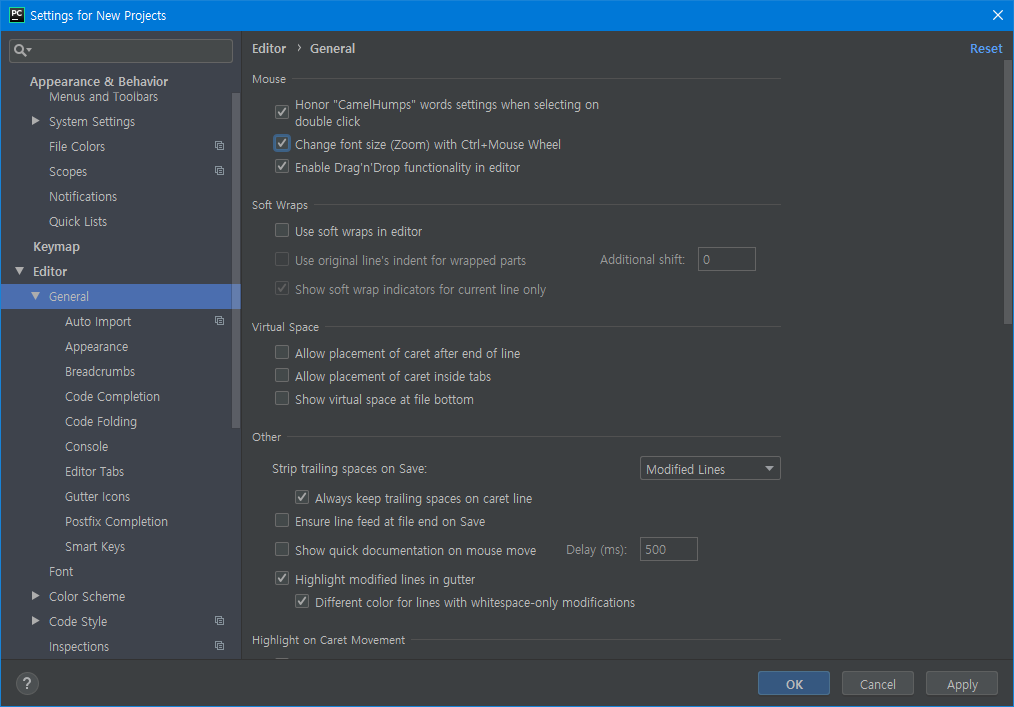 PC Settings for New Projects
Appearance & Behavior
Menus and Toolbars
System Settings
File Colors
Scopes
Notifications
Quick Lists
Keymap
Editor
General
Auto Import
Appearance
Breadcrumbs
Code Completion
Code Folding
Console
Editor Tabs
Gutter Icons
Postfix Completion
Smart Keys
Font
Color Scheme
Code Style
Inspections
Editor › General
Reset
Mouse
Honor "CamelHumps" words settings when selecting on
double click
Change font size (Zoom) with Ctrl+Mouse Wheel
Enable Drag'n'Drop functionality in editor
Soft Wraps
Use soft wraps in editor
Use original line's indent for wrapped parts Additional shift: 0
Show soft wrap indicators for current line only
Virtual Space
Allow placement of caret after end of line
Allow placement of caret inside tabs
Show virtual space at file bottom
Other
Strip trailing spaces on Save: Modified Lines
Always keep trailing spaces on caret line
Ensure line feed at file end on Save
Show quick documentation on mouse move Delay (ms): 500
Highlight modified lines in gutter
Different color for lines with whitespace-only modifications
Highlight on Caret Movement
? OK Cancel Apply